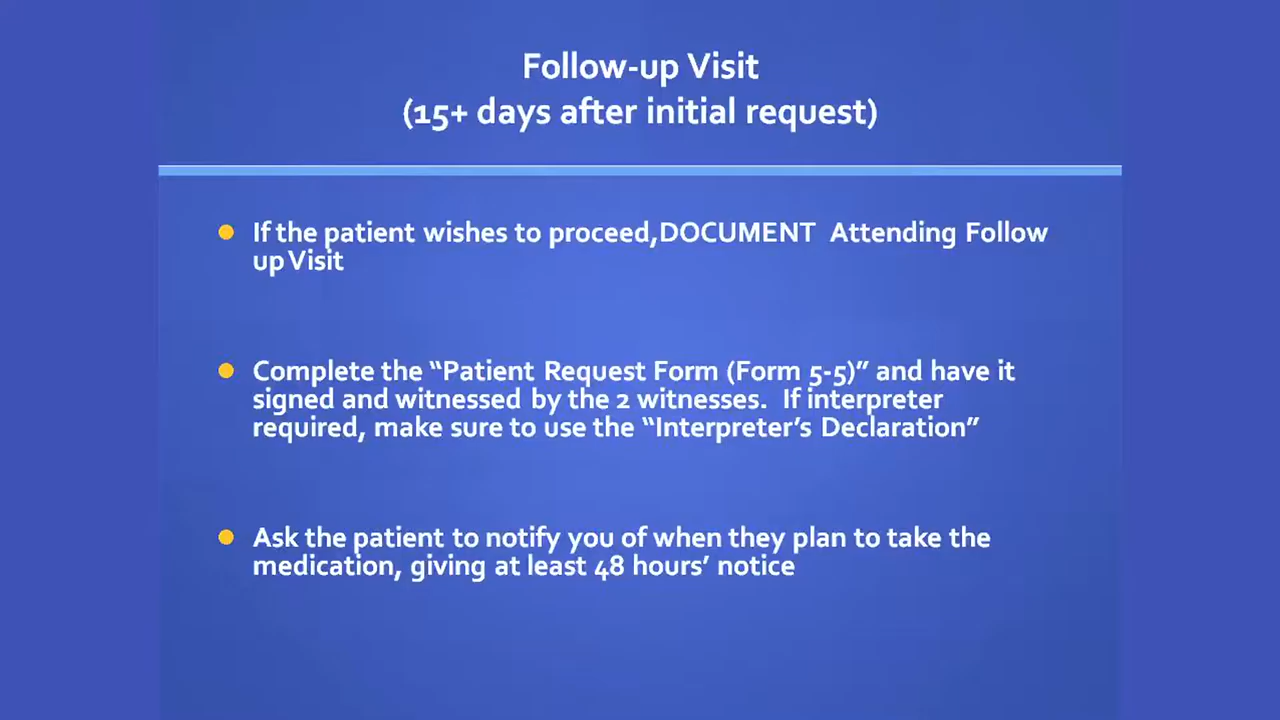 Follow-up Visit
(15+ days after initial request)
If the patient wishes to proceed,DOCUMENT Attending Follow
up Visit
Complete the “Patient Request Form (Form 5-5)” and have it
signed and witnessed by the 2 witnesses. If interpreter
required, make sure to use the “Interpreter’s Declaration”
Ask the patient to notify you of when they plan to take the
medication, giving at least 48 hours’ notice